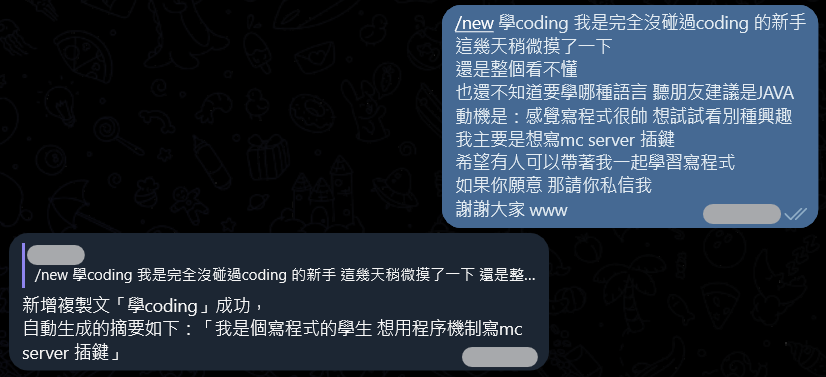 /new 學coding 我是完全沒碰過coding 的新手
這幾天稍微摸了一下
還是整個看不懂
也還不知道要學哪種語言 聽朋友建議是JAVA
動機是：感覺寫程式很帥 想試試看別種興趣
我主要是想寫mc server 插鍵
希望有人可以帶著我一起學習寫程式
如果你願意 那請你私信我
謝謝大家 www
/new 學coding 我是完全沒碰過coding 的新手 這幾天稍微摸了一下 還是整...
新增複製文「學coding」成功，
自動生成的摘要如下：「我是個寫程式的學生 想用程序機制寫mc
server 插鍵」